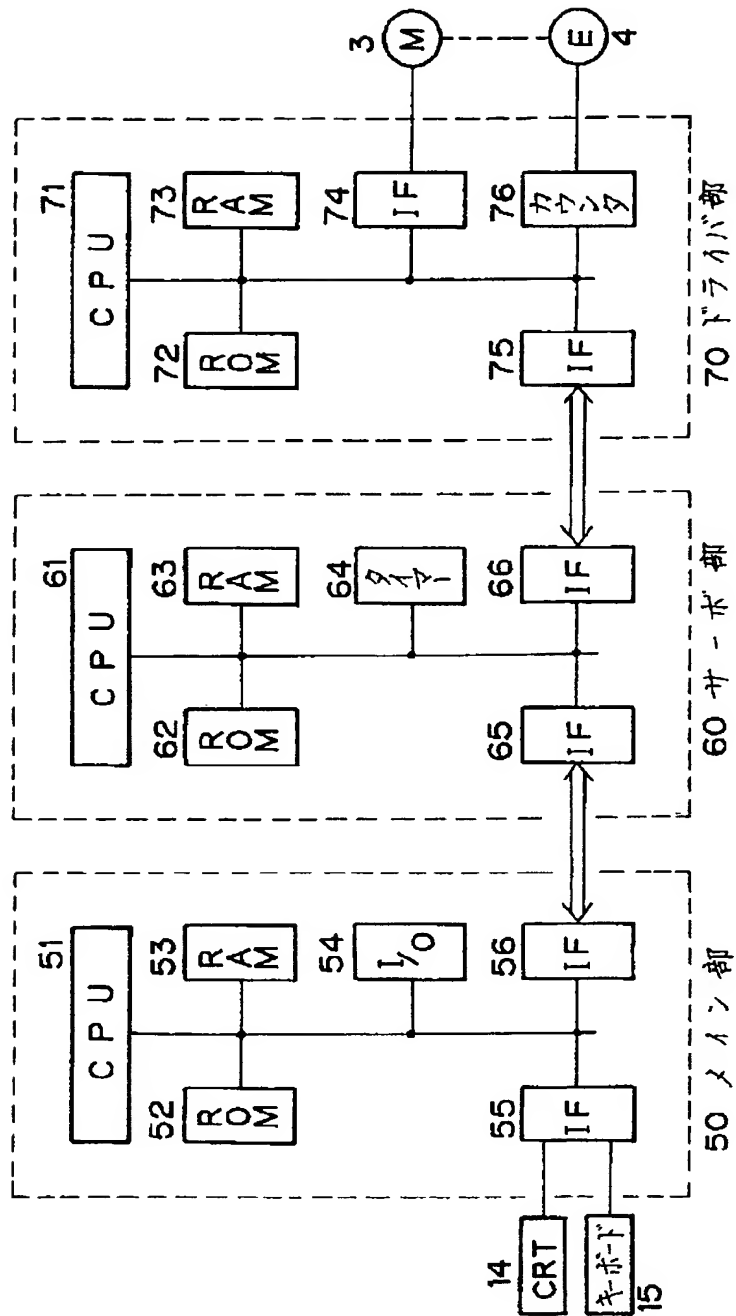 50 メイン部
51
CPU
52
ROM
53
RAM
54
I/O
55
IF
56
IF
14
CRT
キーボード
15
60 サーボ部
61
CPU
62
ROM
63
RAM
64
タイマー
65
IF
66
IF
70 ドライバ部
71
CPU
72
ROM
73
RAM
74
IF
75
IF
76
カウンタ
3
M
E
4